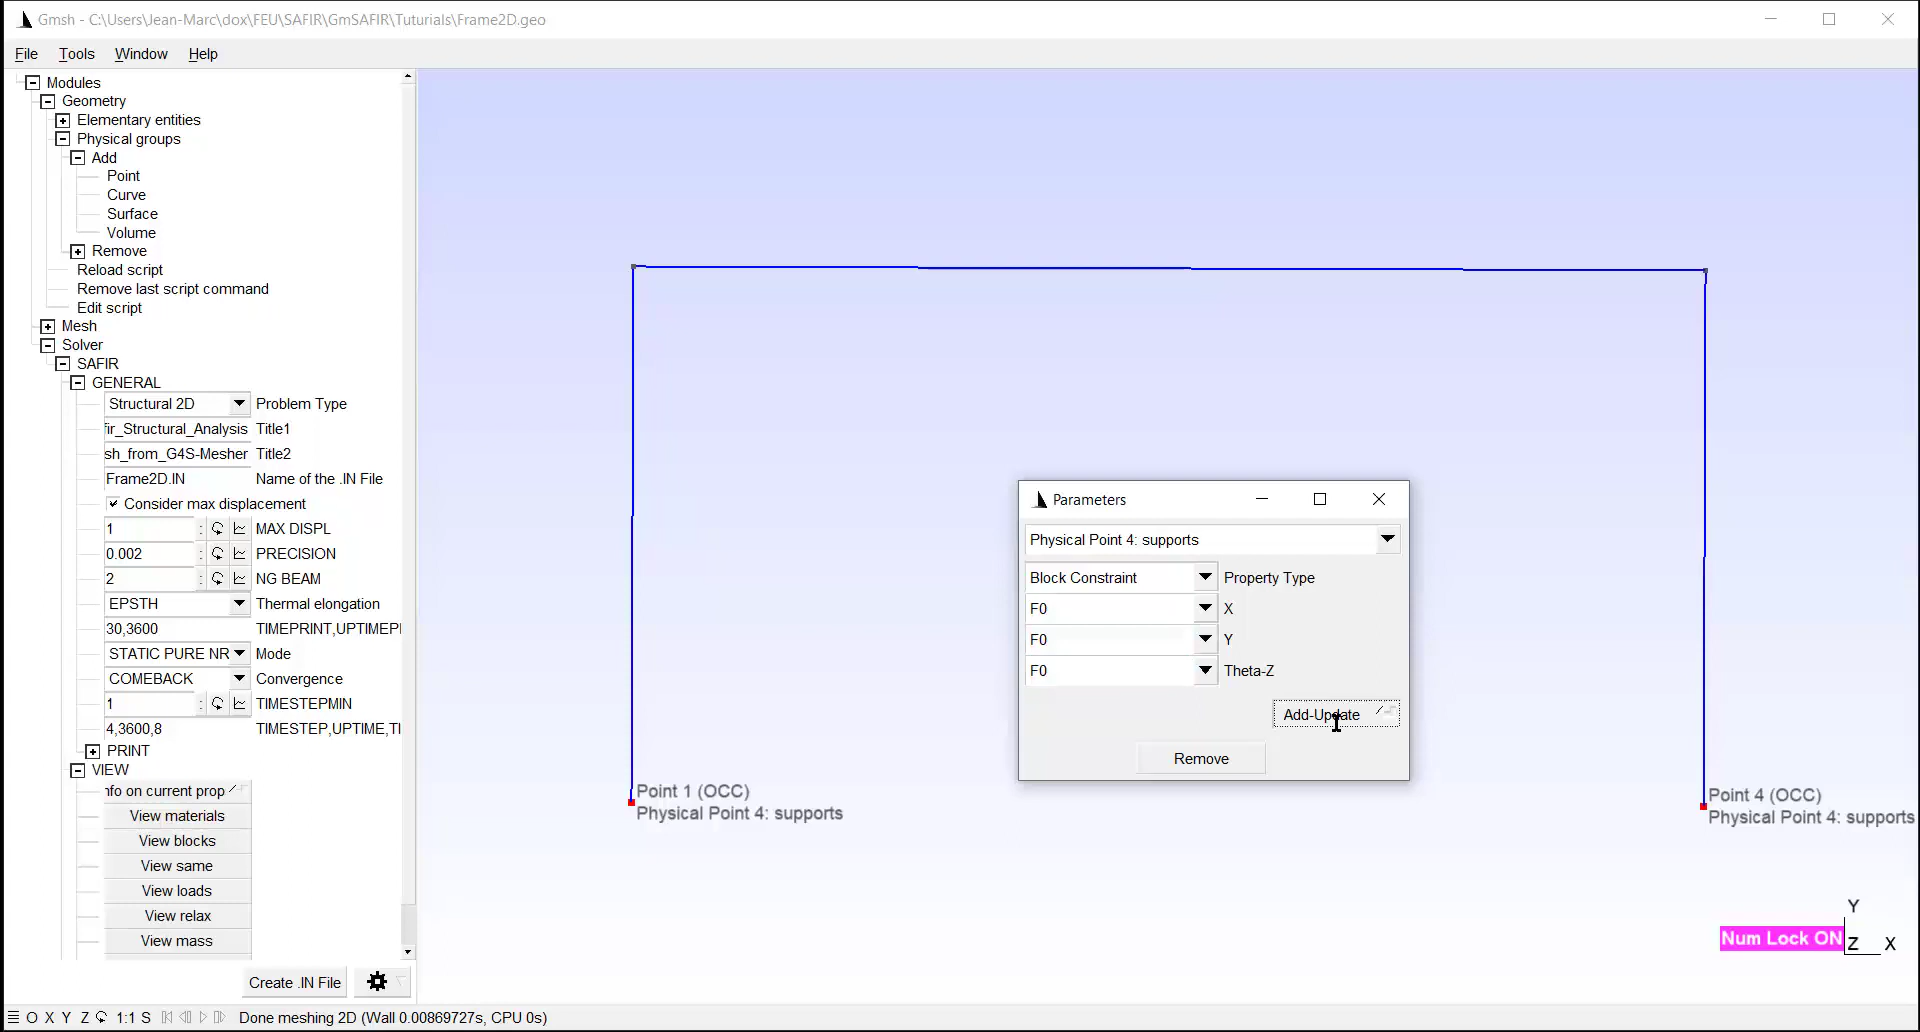 Gmsh - C:\Users\Jean-Marc\dox\FEU\SAFIR\GmSAFIR\Tuturials\Frame2D.geo
File Tools Window Help
Modules
Geometry
Elementary entities
Physical groups
Add
Point
Curve
Surface
Volume
Remove
Reload script
Remove last script command
Edit script
Mesh
Solver
SAFIR
GENERAL
Structural 2D Problem Type
fir_Structural_Analysis Title1
sh_from_G4S-Mesher Title2
Frame2D.IN Name of the .IN File
Consider max displacement
1 : MAX DISPL
0.002 : PRECISION
2 : NG BEAM
EPSTH Thermal elongation
30,3600 TIMEPRINT,UPTIMEPI
STATIC PURE NR Mode
COMEBACK Convergence
1 : TIMESTEPMIN
4,3600,8 TIMESTEP,UPTIME,TI
PRINT
VIEW
nfo on current prop
View materials
View blocks
View same
View loads
View relax
View mass
Create .IN File
O X Y Z 1:1 S Done meshing 2D (Wall 0.00869727s, CPU 0s)
Parameters
Physical Point 4: supports
Block Constraint Property Type
F0 X
F0 Y
F0 Theta-Z
Add-Update
Remove
Point 1 (OCC)
Physical Point 4: supports
Point 4 (OCC)
Physical Point 4: supports
Y
Num Lock ON Z X